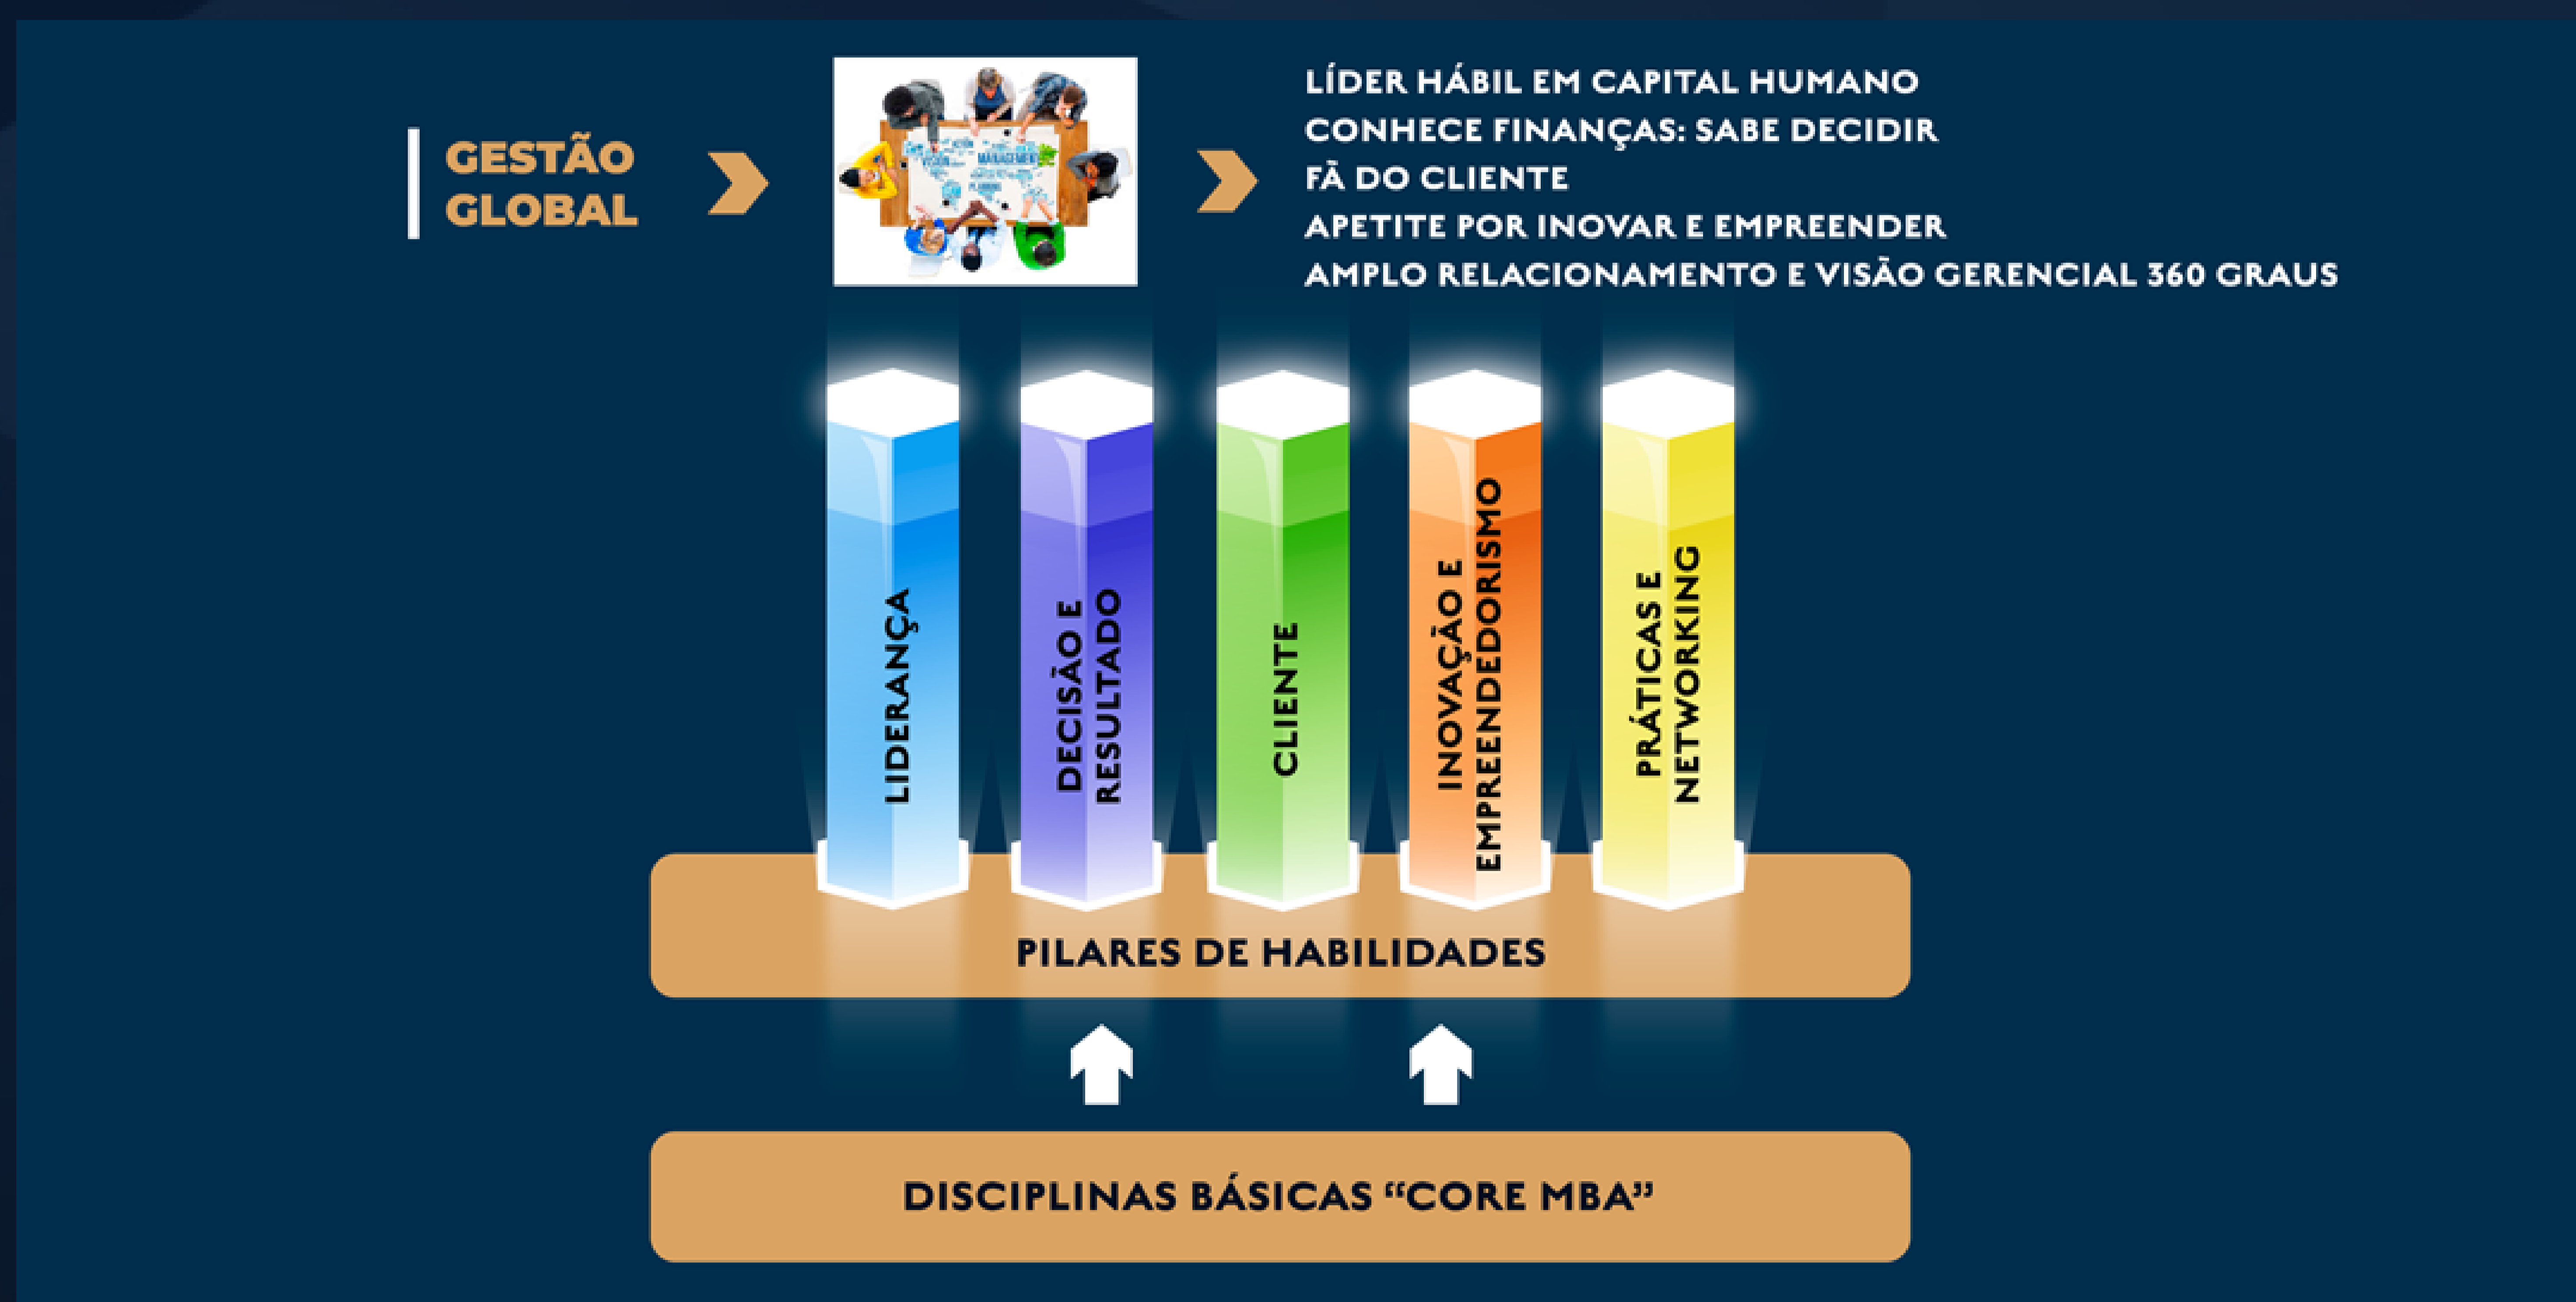 GESTÃO
GLOBAL
VISION
MANAGEMENT
LÍDER HÁBIL EM CAPITAL HUMANO
CONHECE FINANÇAS: SABE DECIDIR
FÃ DO CLIENTE
APETITE POR INOVAR E EMPREENDER
AMPLO RELACIONAMENTO E VISÃO GERENCIAL 360 GRAUS
LIDERANÇA
DECISÃO E
RESULTADO
CLIENTE
INOVAÇÃO E
EMPREENDEDORISMO
PRÁTICAS E
NETWORKING
PILARES DE HABILIDADES
DISCIPLINAS BÁSICAS “CORE MBA”